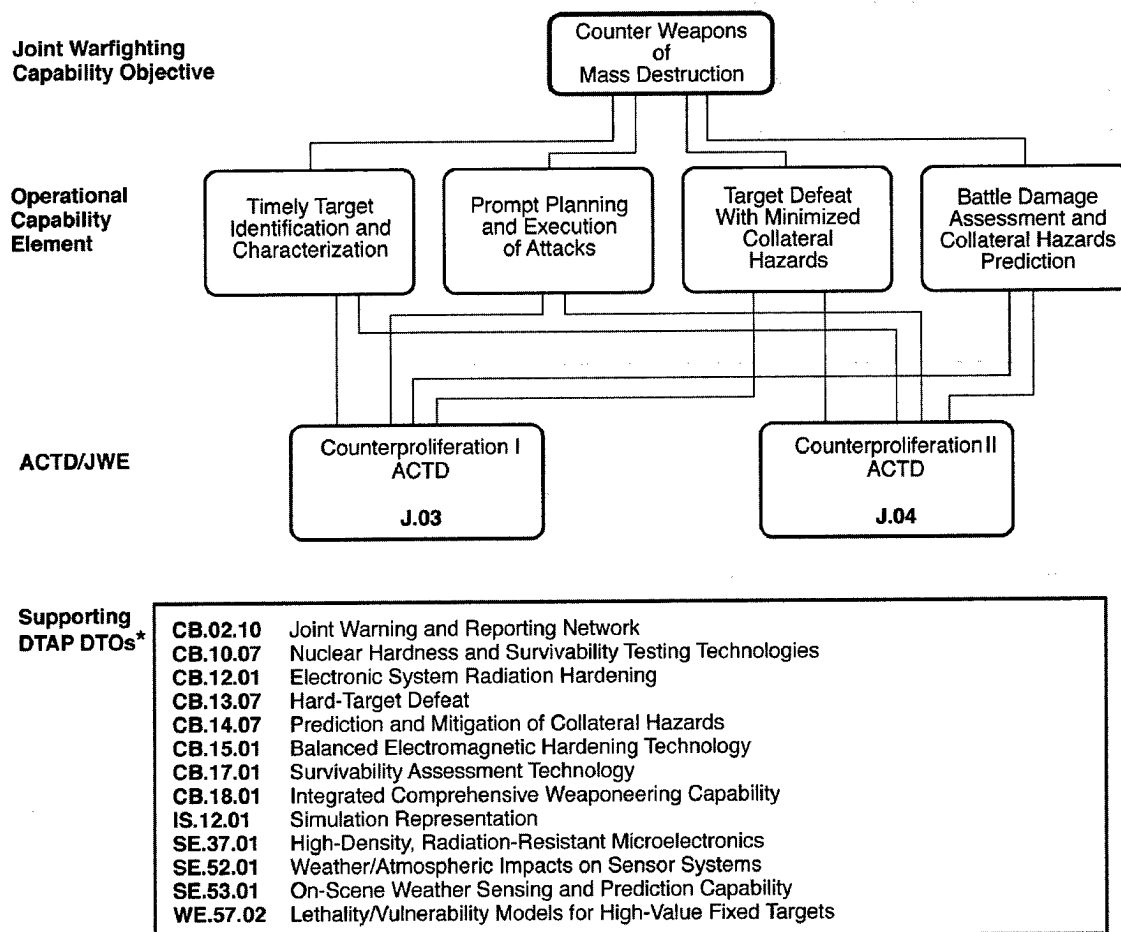 Joint Warfighting
Capability Objective
Counter Weapons
of
Mass Destruction
Operational
Capability
Element
Timely Target
Identification and
Characterization
Prompt Planning
and Execution
of Attacks
Target Defeat
With Minimized
Collateral
Hazards
Battle Damage
Assessment and
Collateral Hazards
Prediction
ACTD/JWE
Counterproliferation I
ACTD
J.03
Counterproliferation II
ACTD
J.04
Supporting
DTAP DTOs*
CB.02.10 Joint Warning and Reporting Network
CB.10.07 Nuclear Hardness and Survivability Testing Technologies
CB.12.01 Electronic System Radiation Hardening
CB.13.07 Hard-Target Defeat
CB.14.07 Prediction and Mitigation of Collateral Hazards
CB.15.01 Balanced Electromagnetic Hardening Technology
CB.17.01 Survivability Assessment Technology
CB.18.01 Integrated Comprehensive Weaponeering Capability
IS.12.01 Simulation Representation
SE.37.01 High-Density, Radiation-Resistant Microelectronics
SE.52.01 Weather/Atmospheric Impacts on Sensor Systems
SE.53.01 On-Scene Weather Sensing and Prediction Capability
WE.57.02 Lethality/Vulnerability Models for High-Value Fixed Targets